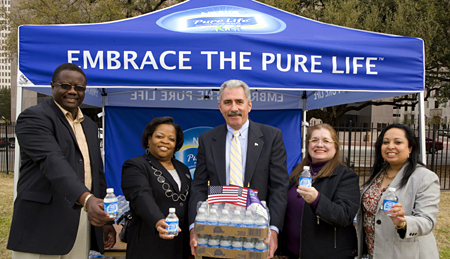 Pure Life
EMBRACE THE PURE LIFE™
EMBRACE THE PURE LIFE